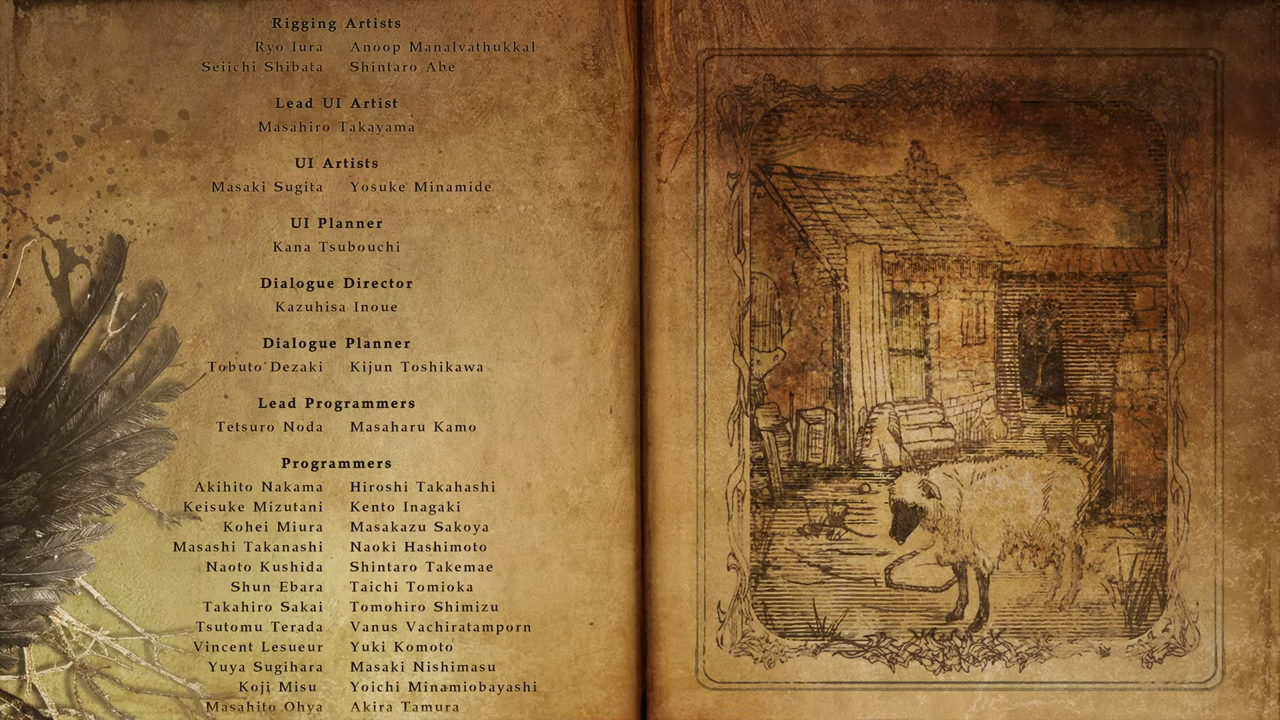 Rigging Artists
Ryo Iura Anoop Manalvathukkal
Seiichi Shibata Shintaro Abe
Lead UI Artist
Masahiro Takayama
UI Artists
Masaki Sugita Yosuke Minamide
UI Planner
Kana Tsubouchi
Dialogue Director
Kazuhisa Inoue
Dialogue Planner
Tobuto Dezaki Kijun Toshikawa
Lead Programmers
Tetsuro Noda Masaharu Kamo
Programmers
Akihito Nakama Hiroshi Takahashi
Keisuke Mizutani Kento Inagaki
Kohei Miura Masakazu Sakoya
Masashi Takanashi Naoki Hashimoto
Naoto Kushida Shintaro Takemae
Shun Ebara Taichi Tomioka
Takahiro Sakai Tomohiro Shimizu
Tsutomu Terada Vanus Vachiratamporn
Vincent Lesueur Yuki Komoto
Yuya Sugihara Masaki Nishimasu
Koji Misu Yoichi Minamiobayashi
Masahito Ohya Akira Tamura